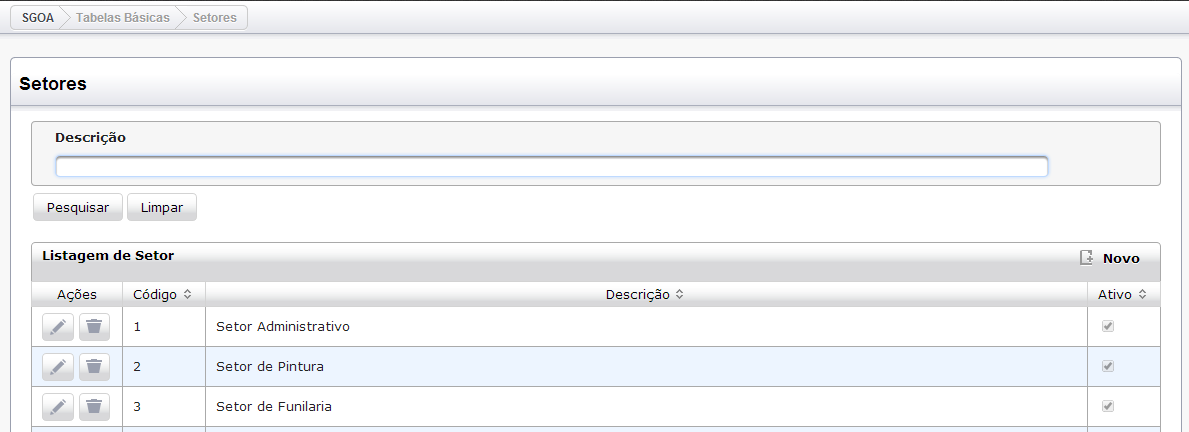 SGOA Tabelas Básicas Setores
Setores
Descrição
Pesquisar Limpar
Listagem de Setor Novo
Ações Código Descrição Ativo
1 Setor Administrativo
2 Setor de Pintura
3 Setor de Funilaria